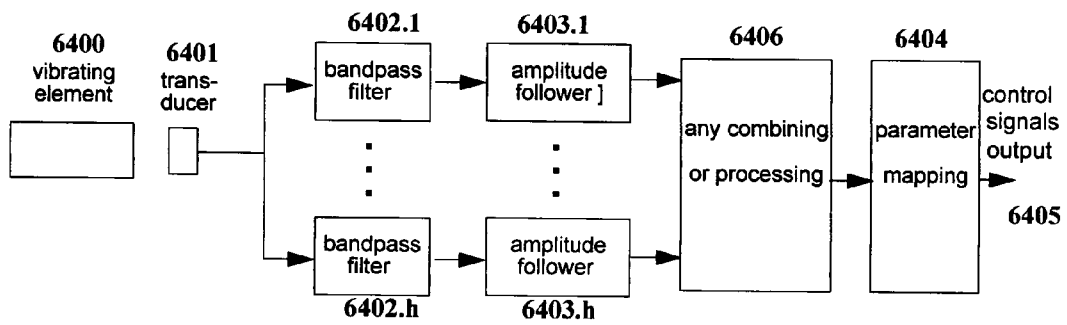 6400
vibrating
element
6401
trans-
ducer
6402.1
bandpass
filter
6403.1
amplitude
follower ]
6406
any combining
or processing
6404
parameter
mapping
control
signals
output
6405
bandpass
filter
6402.h
amplitude
follower
6403.h